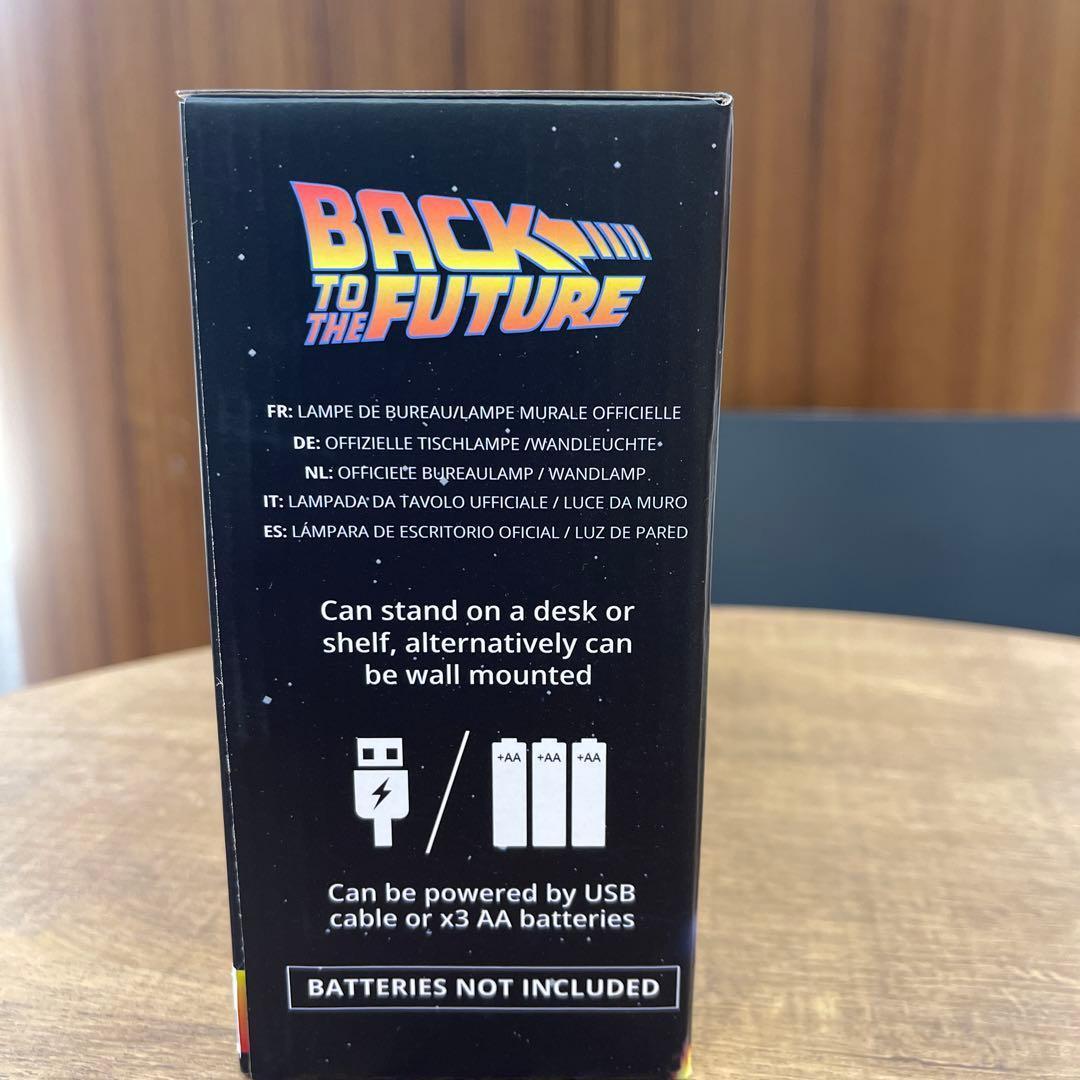 BACK
TO
THE FUTURE
FR: LAMPE DE BUREAU/LAMPE MURALE OFFICIELLE
DE: OFFIZIELLE TISCHLAMPE /WANDLEUCHTE
NL: OFFICIELE BUREAULAMP / WANDLAMP
IT: LAMPADA DA TAVOLO UFFICIALE / LUCE DA MURO
ES: LÁMPARA DE ESCRITORIO OFICIAL / LUZ DE PARED
Can stand on a desk or
shelf, alternatively can
be wall mounted
+AA +AA +AA
Can be powered by USB
cable or x3 AA batteries
BATTERIES NOT INCLUDED